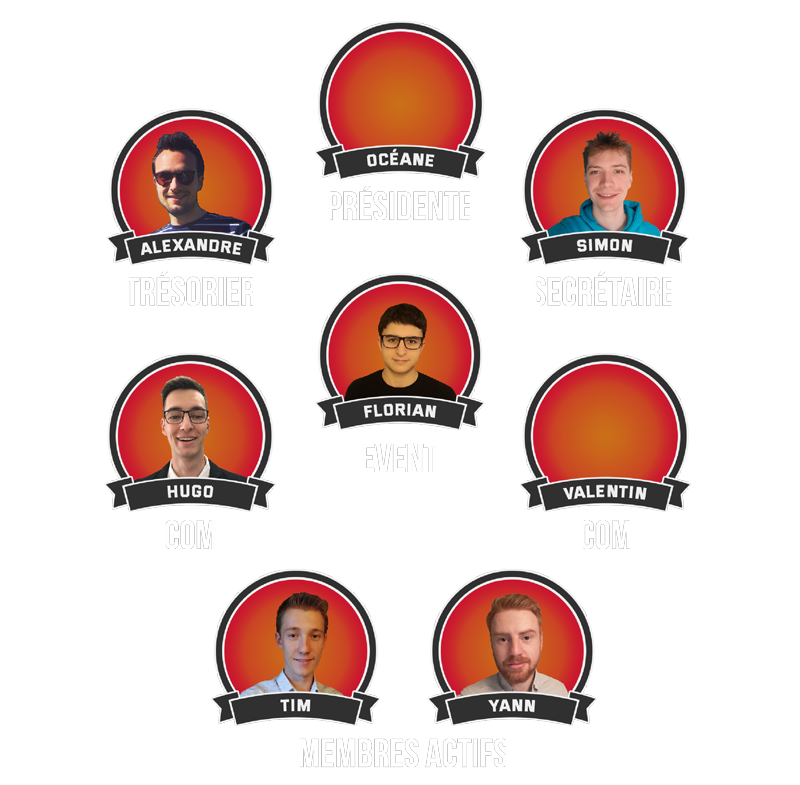 OCÉANE
PRÉSIDENTE
ALEXANDRE
TRÉSORIER
SIMON
SECRÉTAIRE
FLORIAN
EVENT
HUGO
COM
VALENTIN
COM
TIM
YANN
MEMBRES ACTIFS